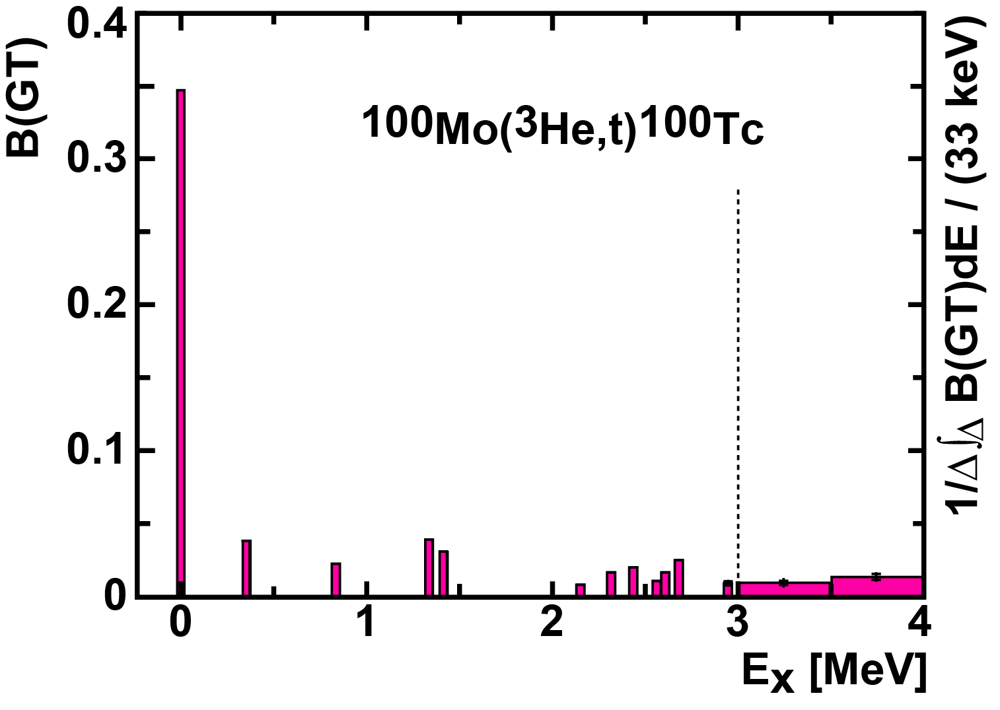 B(GT)
0.4
0.3
0.2
0.1
0
¹⁰⁰Mo(³He,t)¹⁰⁰Tc
0 1 2 3 4
Eₓ [MeV]
1/Δ∫Δ B(GT)dE / (33 keV)